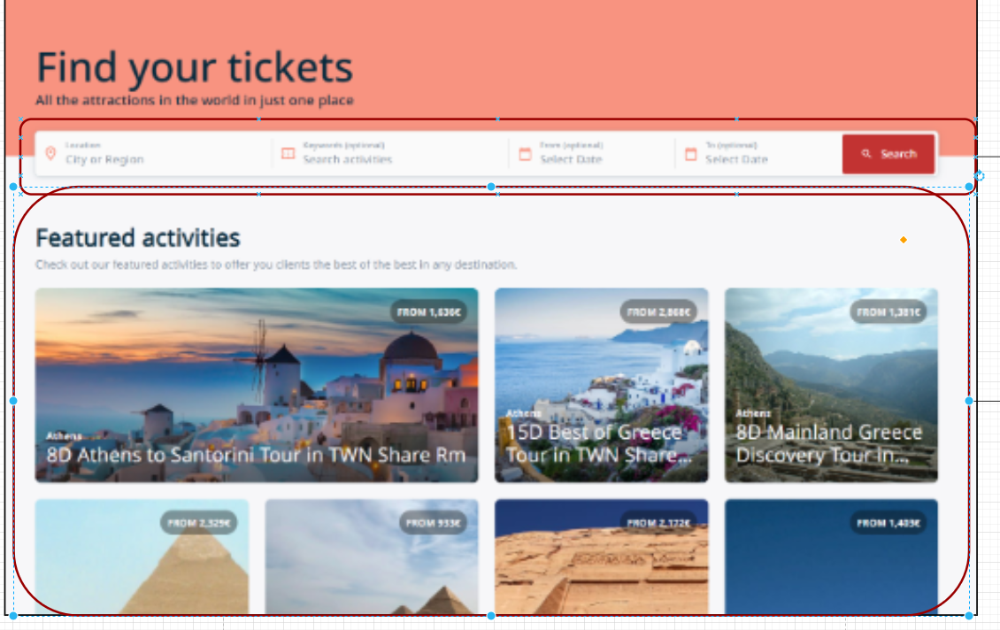 Find your tickets
All the attractions in the world in just one place
Location
City or Region
Keywords (optional)
Search activities
From (optional)
Select Date
To (optional)
Select Date
Search
Featured activities
Check out our featured activities to offer you clients the best of the best in any destination.
FROM 1,636€
Athens
8D Athens to Santorini Tour in TWN Share Rm
FROM 2,868€
Athens
15D Best of Greece
Tour in TWN Share...
FROM 1,381€
Athens
8D Mainland Greece
Discovery Tour in...
FROM 2,329€
FROM 933€
FROM 2,172€
FROM 1,403€